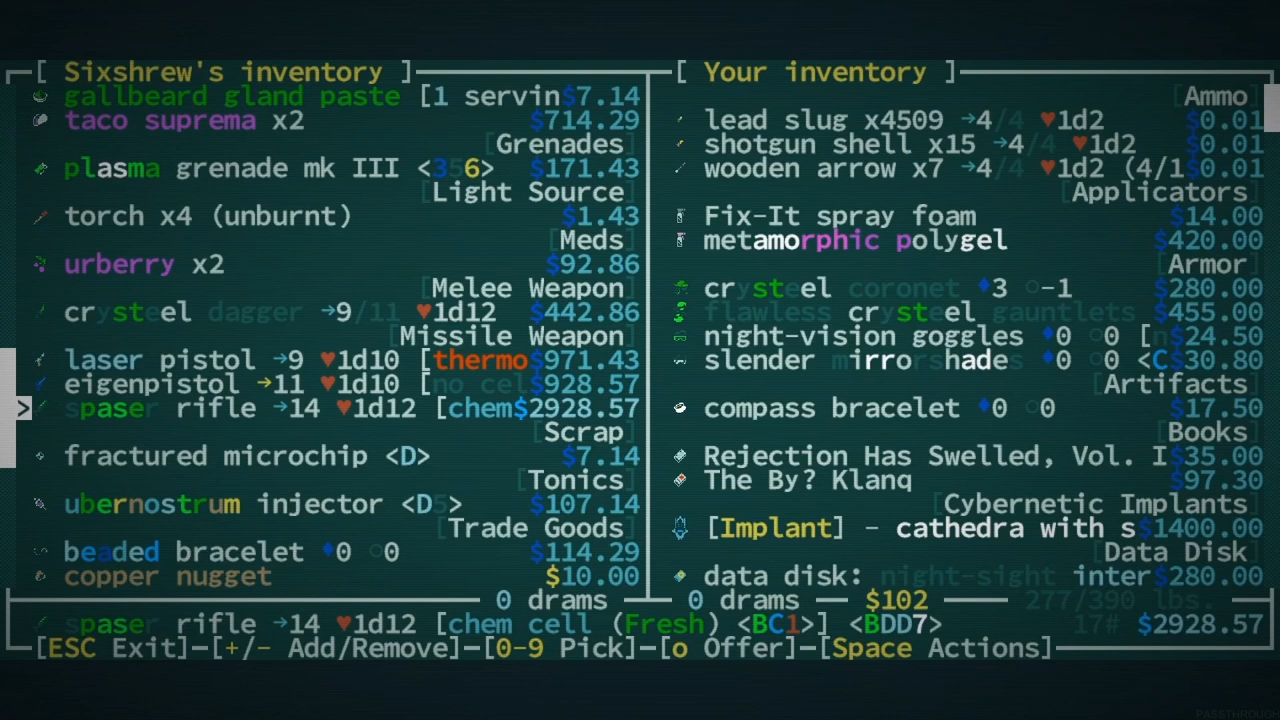 [ Sixshrew's inventory ]
gallbeard gland paste [1 servin$7.14
taco suprema x2 $714.29
[Grenades]
plasma grenade mk III <356> $171.43
[Light Source]
torch x4 (unburnt) $1.43
[Meds]
urberry x2 $92.86
[Melee Weapon]
crysteel dagger →9/11 ♥1d12 $442.86
[Missile Weapon]
laser pistol →9 ♥1d10 [thermo$971.43
eigenpistol →11 ♥1d10 [no cel$928.57
> spaser rifle →14 ♥1d12 [chem$2928.57
[Scrap]
fractured microchip <D> $7.14
[Tonics]
ubernostrum injector <D5> $107.14
[Trade Goods]
beaded bracelet ♦0 ○0 $114.29
copper nugget $10.00
0 drams
[ Your inventory ]
[Ammo]
lead slug x4509 →4/4 ♥1d2 $0.01
shotgun shell x15 →4/4 ♥1d2 $0.01
wooden arrow x7 →4/4 ♥1d2 (4/1$0.01
[Applicators]
Fix-It spray foam $14.00
metamorphic polygel $420.00
[Armor]
crysteel coronet ♦3 ○-1 $280.00
flawless crysteel gauntlets $455.00
night-vision goggles ♦0 ○0 [n$24.50
slender mirrorshades ♦0 ○0 <C$30.80
[Artifacts]
compass bracelet ♦0 ○0 $17.50
[Books]
Rejection Has Swelled, Vol. I$35.00
The By? Klanq $97.30
[Cybernetic Implants]
[Implant] - cathedra with s$1400.00
[Data Disk]
data disk: night-sight inter$280.00
0 drams $102 277/390 lbs.
spaser rifle →14 ♥1d12 [chem cell (Fresh) <BC1>] <BDD7> 17# $2928.57
[ESC Exit]-[+/- Add/Remove]-[0-9 Pick]-[o Offer]-[Space Actions]